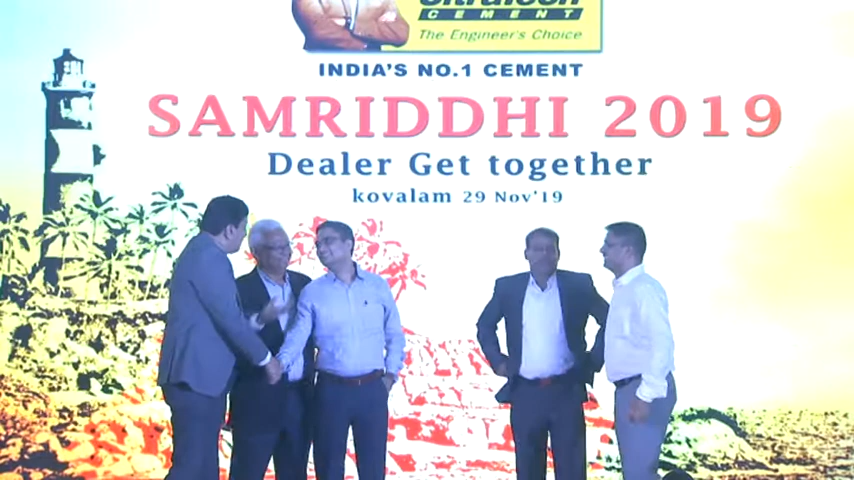 UltraTech
CEMENT
The Engineer's Choice
INDIA'S NO.1 CEMENT
SAMRIDDHI 2019
Dealer Get together
kovalam 29 Nov'19